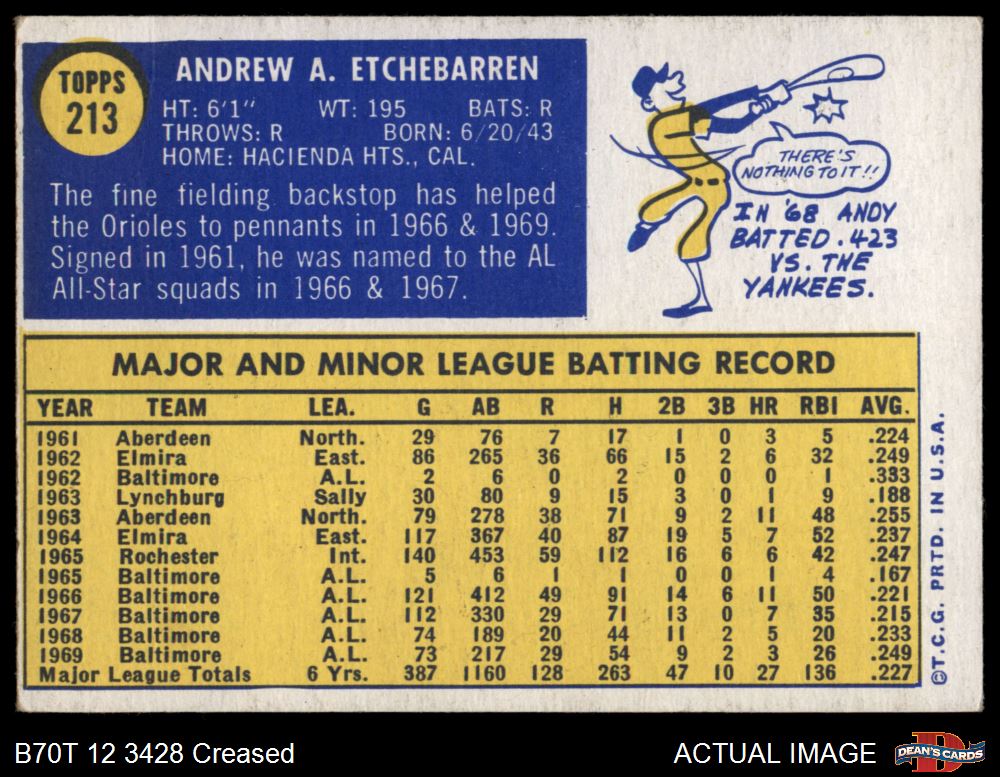 TOPPS
213
ANDREW A. ETCHEBARREN
HT: 6'1" WT: 195 BATS: R
THROWS: R BORN: 6/20/43
HOME: HACIENDA HTS., CAL.
The fine fielding backstop has helped
the Orioles to pennants in 1966 & 1969.
Signed in 1961, he was named to the AL
All-Star squads in 1966 & 1967.
THERE'S
NOTHING TO IT!!
IN '68 ANDY
BATTED .423
VS. THE
YANKEES.
MAJOR AND MINOR LEAGUE BATTING RECORD
YEAR TEAM LEA. G AB R H 2B 3B HR RBI AVG.
1961 Aberdeen North. 29 76 7 17 1 0 3 5 .224
1962 Elmira East. 86 265 36 66 15 2 6 32 .249
1962 Baltimore A.L. 2 6 0 2 0 0 0 1 .333
1963 Lynchburg Sally 30 80 9 15 3 0 1 9 .188
1963 Aberdeen North. 79 278 38 71 9 2 11 48 .255
1964 Elmira East. 117 367 40 87 19 5 7 52 .237
1965 Rochester Int. 140 453 59 112 16 6 6 42 .247
1965 Baltimore A.L. 5 6 1 1 0 0 1 4 .167
1966 Baltimore A.L. 121 412 49 91 14 6 11 50 .221
1967 Baltimore A.L. 112 330 29 71 13 0 7 35 .215
1968 Baltimore A.L. 74 189 20 44 11 2 5 20 .233
1969 Baltimore A.L. 73 217 29 54 9 2 3 26 .249
Major League Totals 6 Yrs. 387 1160 128 263 47 10 27 136 .227
©T.C.G. PRTD. IN U.S.A.
B70T 12 3428 Creased
ACTUAL IMAGE
DEAN'S CARDS